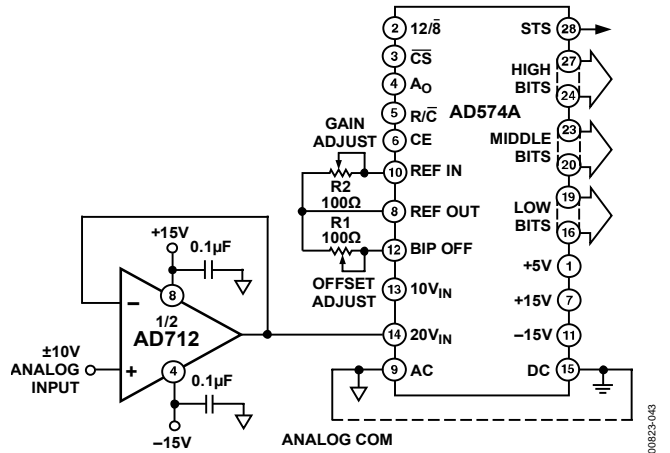 2 12/8̄
3 C̅S̅
4 AO
5 R/C̄
6 CE
10 REF IN
8 REF OUT
12 BIP OFF
13 10VIN
14 20VIN
9 AC
AD574A
STS 28
27
HIGH
BITS
24
23
MIDDLE
BITS
20
19
LOW
BITS
16
+5V 1
+15V 7
–15V 11
DC 15
GAIN
ADJUST
R2
100Ω
R1
100Ω
OFFSET
ADJUST
+15V
0.1µF
8
–
1/2
AD712
+
±10V
ANALOG
INPUT
4
0.1µF
–15V
ANALOG COM
00823-043